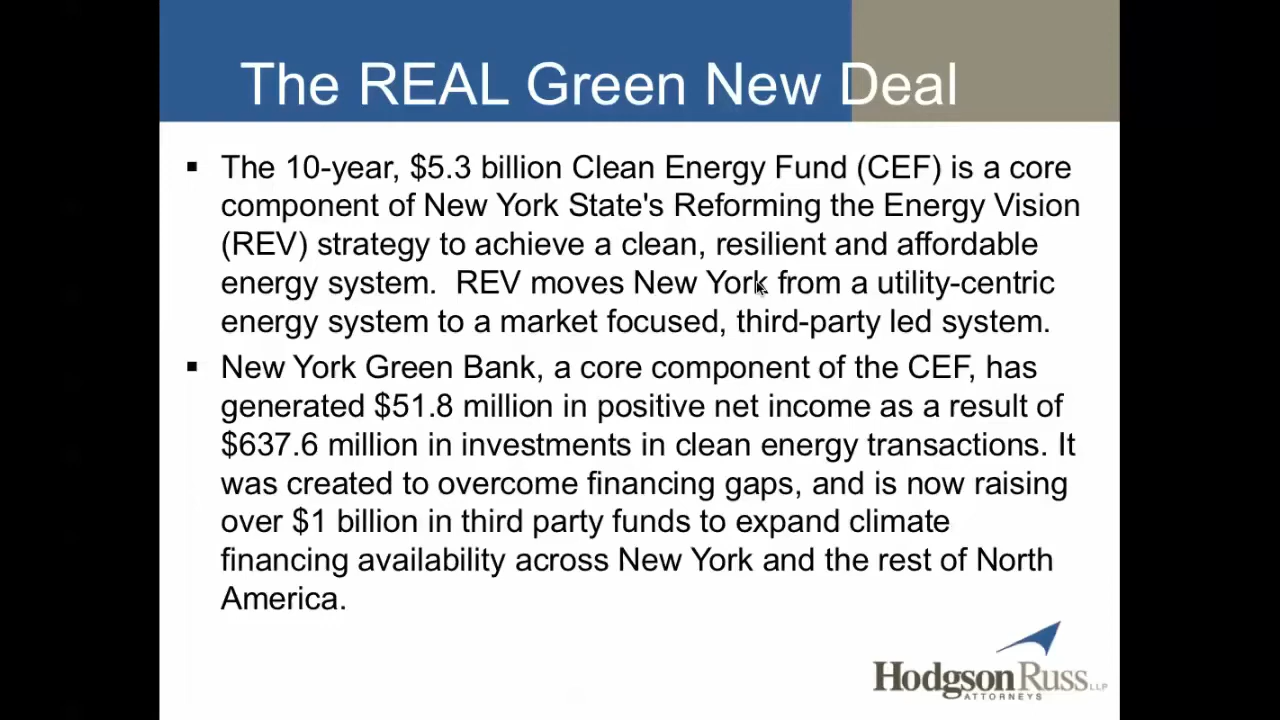 The REAL Green New Deal
▪ The 10-year, $5.3 billion Clean Energy Fund (CEF) is a core
component of New York State's Reforming the Energy Vision
(REV) strategy to achieve a clean, resilient and affordable
energy system.  REV moves New York from a utility-centric
energy system to a market focused, third-party led system.
▪ New York Green Bank, a core component of the CEF, has
generated $51.8 million in positive net income as a result of
$637.6 million in investments in clean energy transactions. It
was created to overcome financing gaps, and is now raising
over $1 billion in third party funds to expand climate
financing availability across New York and the rest of North
America.
HodgsonRuss LLP
ATTORNEYS